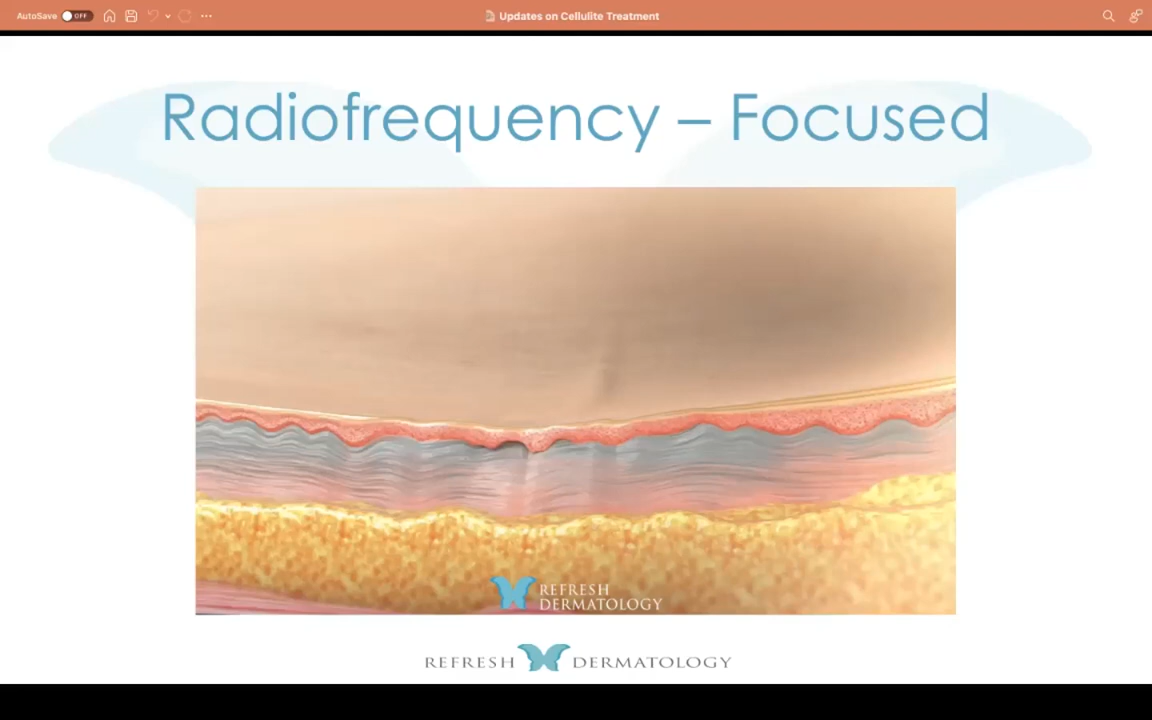 AutoSave OFF
Updates on Cellulite Treatment
Radiofrequency – Focused
REFRESH
DERMATOLOGY
REFRESH DERMATOLOGY